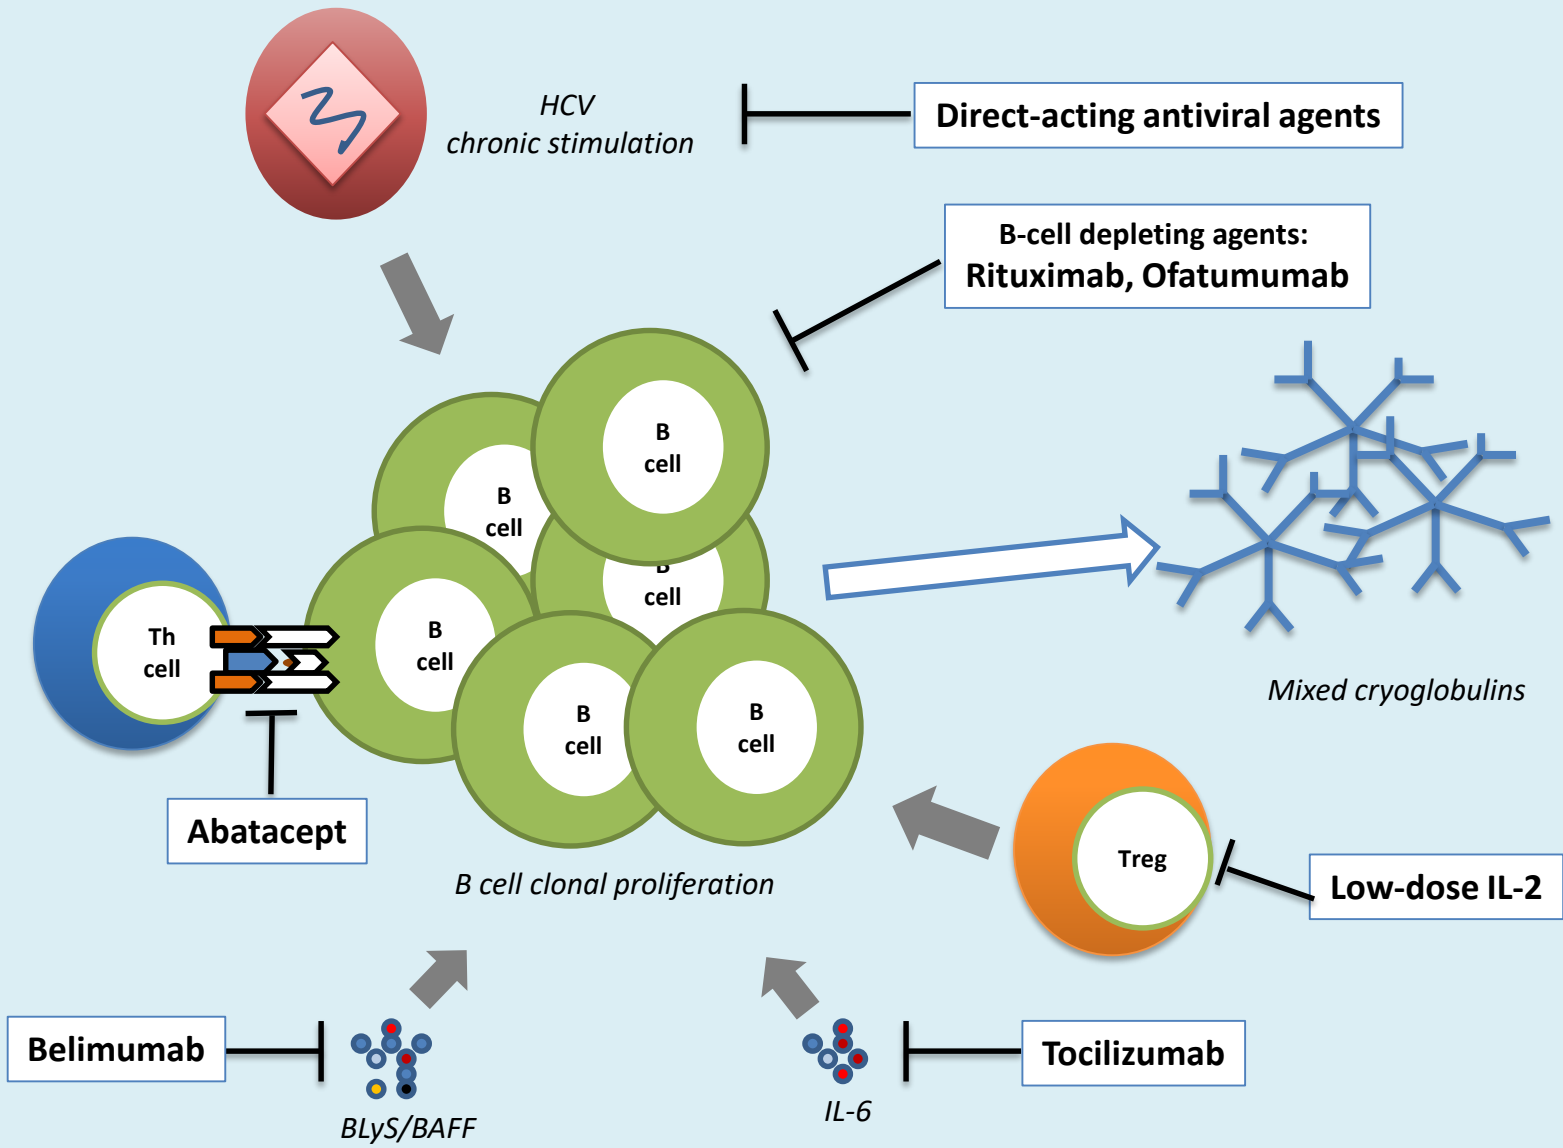 HCV
chronic stimulation
Direct-acting antiviral agents
B-cell depleting agents:
Rituximab, Ofatumumab
B
cell
B
cell
B
cell
B
cell
B
cell
B
cell
Th
cell
Mixed cryoglobulins
Abatacept
B cell clonal proliferation
Treg
Low-dose IL-2
Belimumab
BLyS/BAFF
Tocilizumab
IL-6